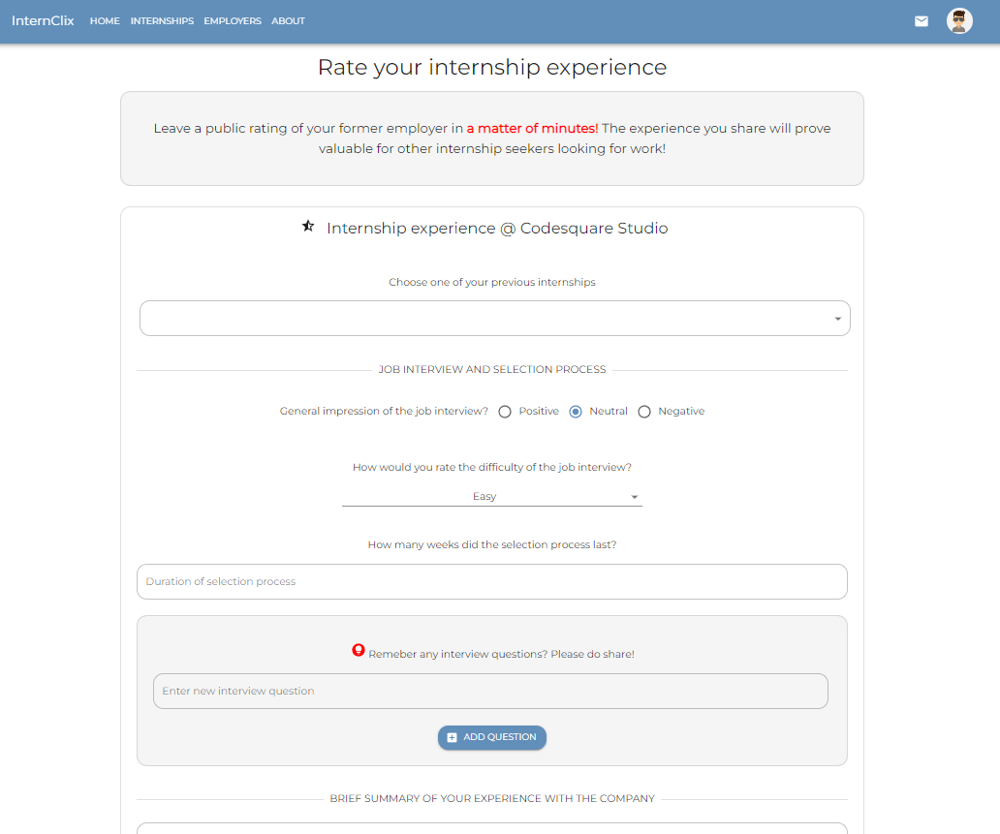 InternClix HOME INTERNSHIPS EMPLOYERS ABOUT
Rate your internship experience
Leave a public rating of your former employer in a matter of minutes! The experience you share will prove
valuable for other internship seekers looking for work!
Internship experience @ Codesquare Studio
Choose one of your previous internships
JOB INTERVIEW AND SELECTION PROCESS
General impression of the job interview? Positive Neutral Negative
How would you rate the difficulty of the job interview?
Easy
How many weeks did the selection process last?
Duration of selection process
Remeber any interview questions? Please do share!
Enter new interview question
ADD QUESTION
BRIEF SUMMARY OF YOUR EXPERIENCE WITH THE COMPANY